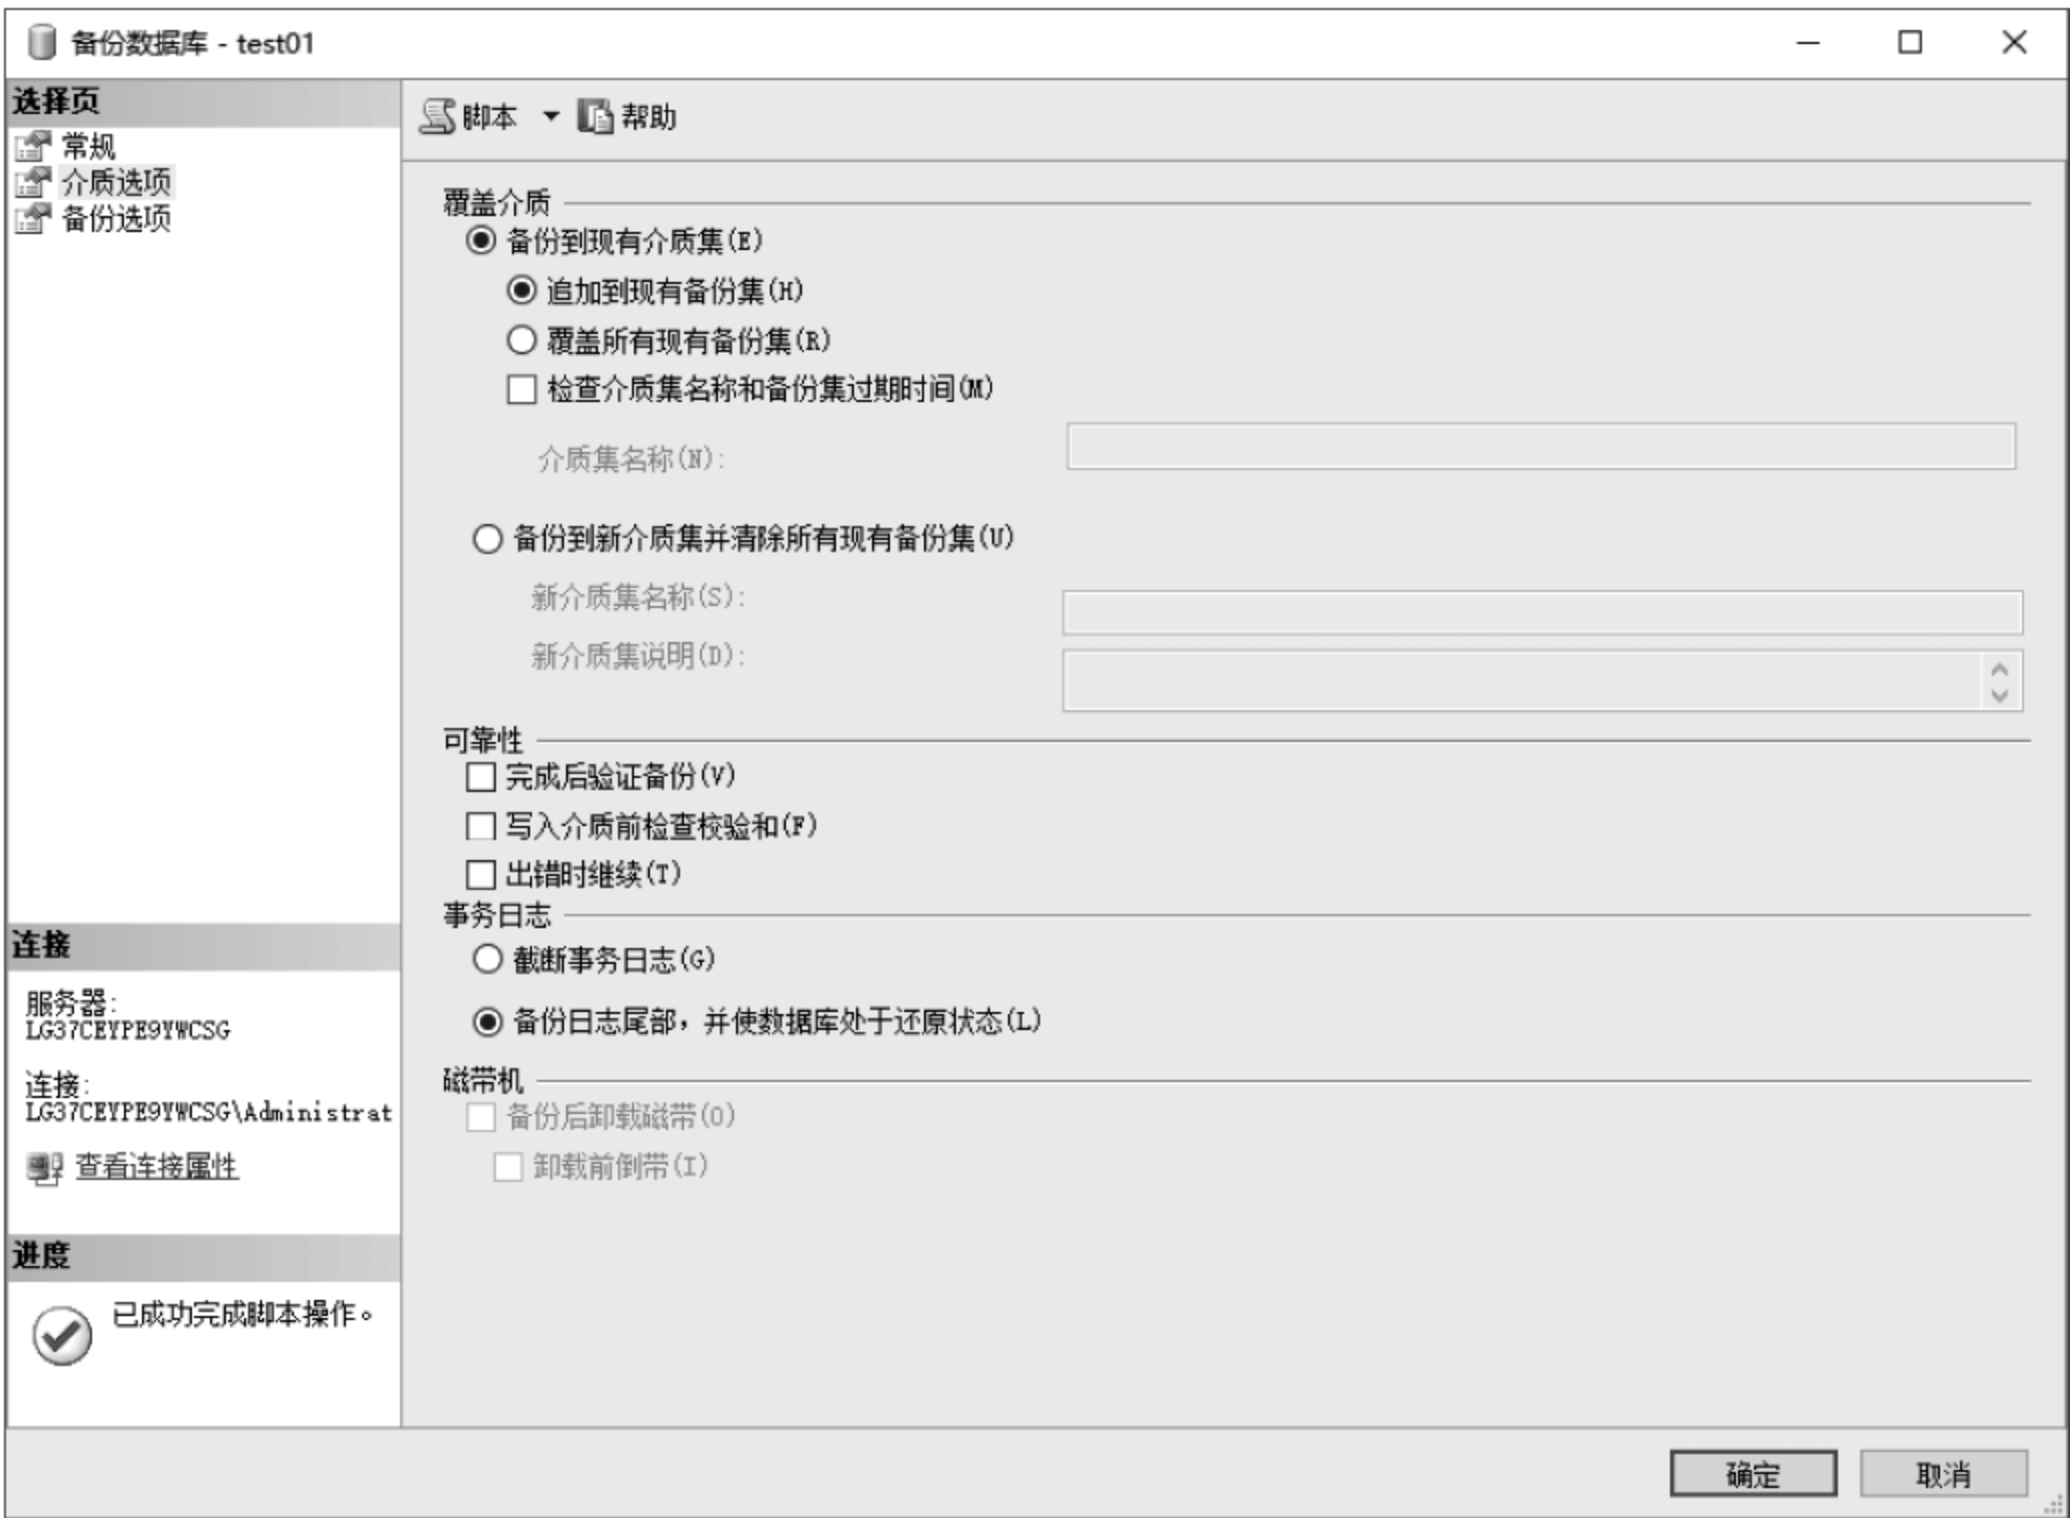 备份数据库 - test01
选择页
常规
介质选项
备份选项
脚本 帮助
覆盖介质
备份到现有介质集(E)
追加到现有备份集(H)
覆盖所有现有备份集(R)
检查介质集名称和备份集过期时间(M)
介质集名称(N):
备份到新介质集并清除所有现有备份集(U)
新介质集名称(S):
新介质集说明(D):
可靠性
完成后验证备份(V)
写入介质前检查校验和(F)
出错时继续(T)
事务日志
截断事务日志(G)
备份日志尾部，并使数据库处于还原状态(L)
磁带机
备份后卸载磁带(O)
卸载前倒带(I)
连接
服务器:
LG37CEYPE9YWCSG
连接:
LG37CEYPE9YWCSG\Administrat
查看连接属性
进度
已成功完成脚本操作。
确定 取消